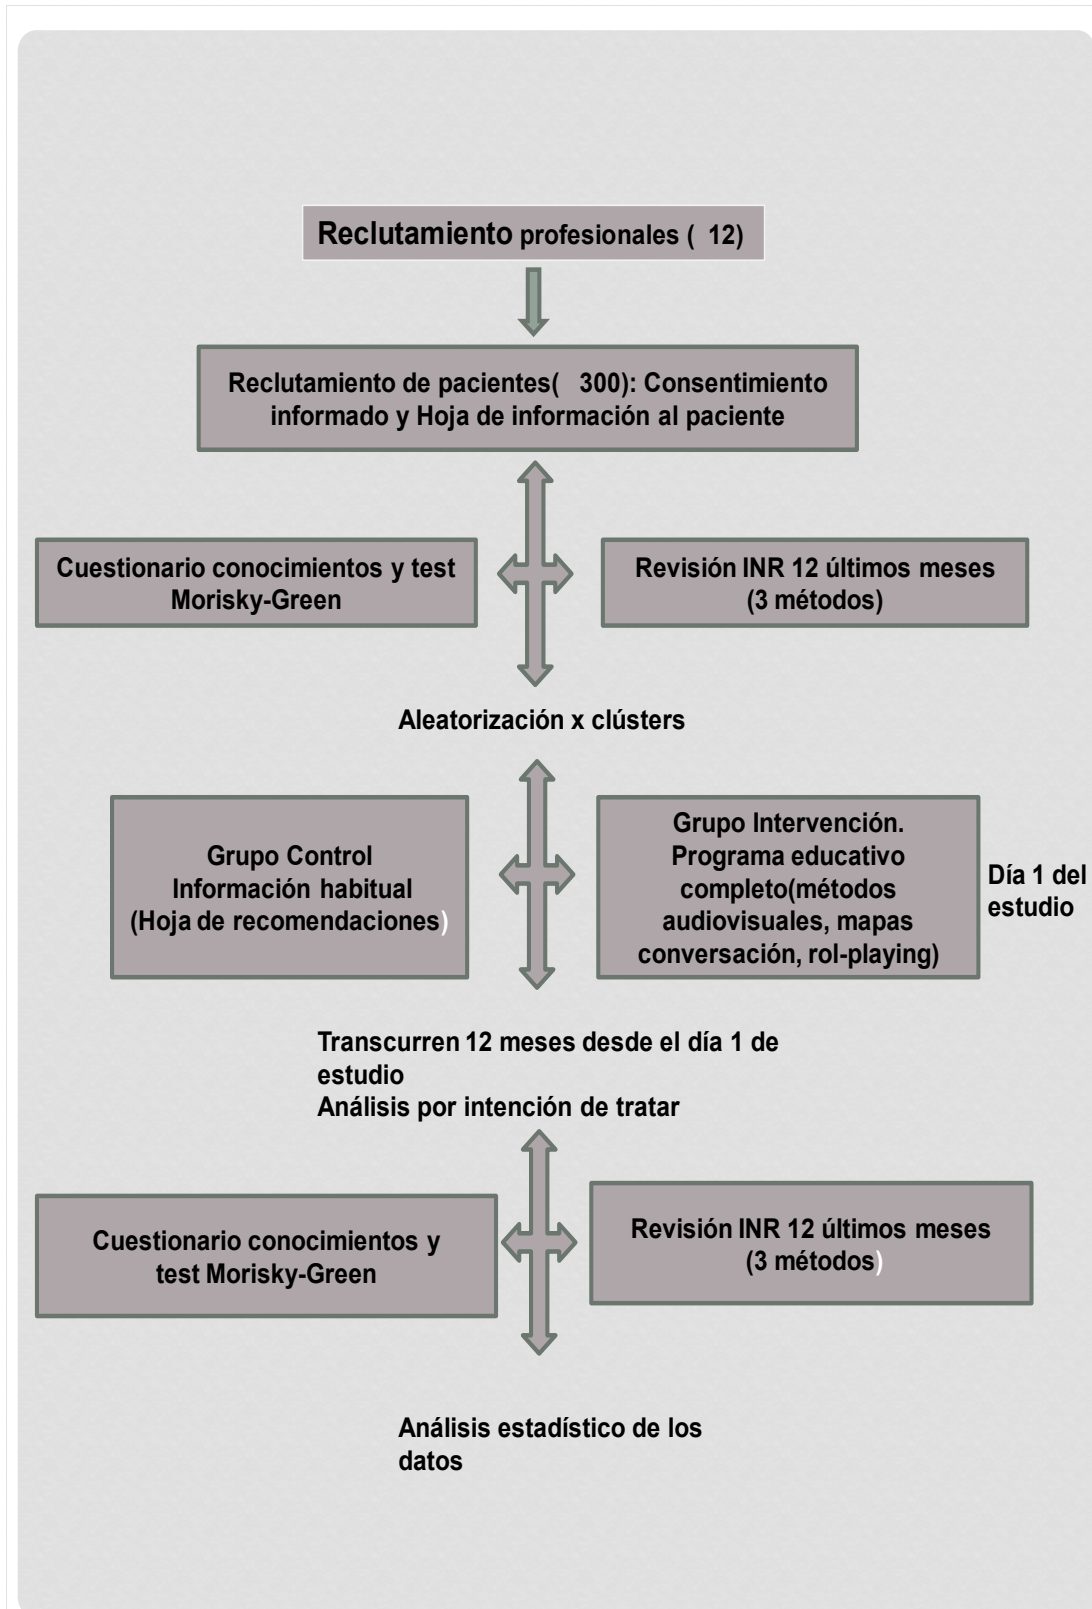 Reclutamiento profesionales ( 12)
Reclutamiento de pacientes( 300): Consentimiento
informado y Hoja de información al paciente
Cuestionario conocimientos y test
Morisky-Green
Revisión INR 12 últimos meses
(3 métodos)
Aleatorización x clústers
Grupo Control
Información habitual
(Hoja de recomendaciones)
Grupo Intervención.
Programa educativo
completo(métodos
audiovisuales, mapas
conversación, rol-playing)
Día 1 del
estudio
Transcurren 12 meses desde el día 1 de
estudio
Análisis por intención de tratar
Cuestionario conocimientos y
test Morisky-Green
Revisión INR 12 últimos meses
(3 métodos)
Análisis estadístico de los
datos